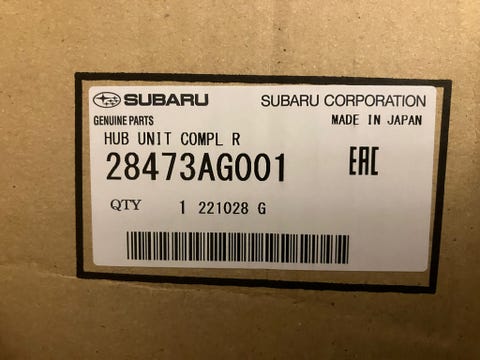 SUBARU SUBARU CORPORATION
GENUINE PARTS MADE IN JAPAN
HUB UNIT COMPL R
28473AG001 EAC
QTY 1 221028 G